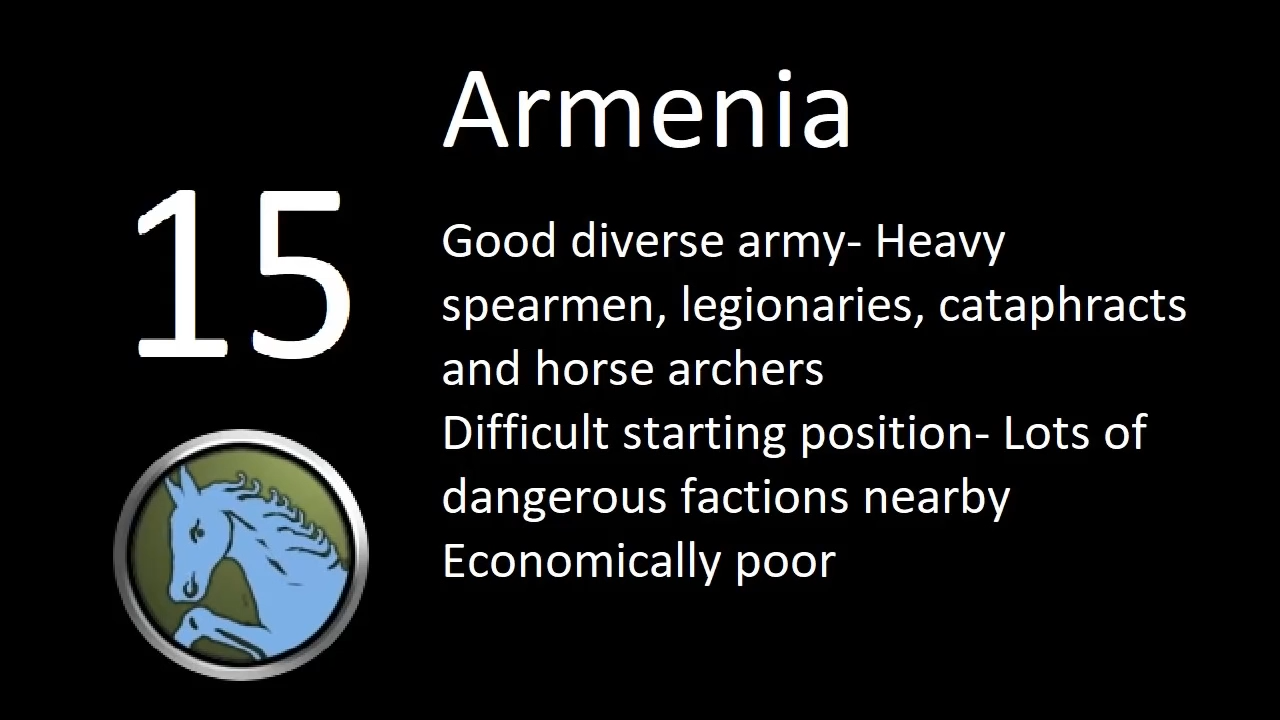 Armenia
15
Good diverse army- Heavy
spearmen, legionaries, cataphracts
and horse archers
Difficult starting position- Lots of
dangerous factions nearby
Economically poor